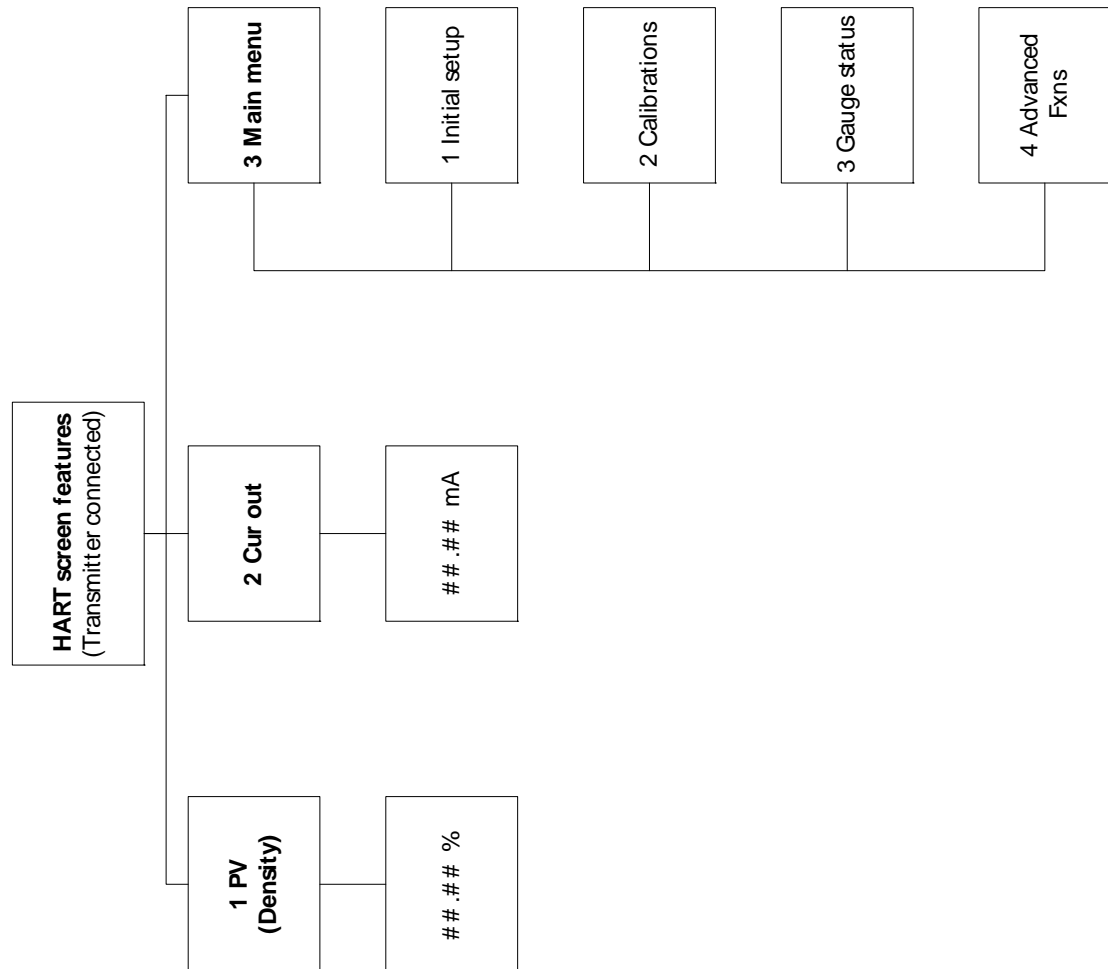 HART screen features
(Transmitter connected)
1 PV
(Density)
##.## %
2 Cur out
##.## mA
3 Main menu
1 Initial setup
2 Calibrations
3 Gauge status
4 Advanced
Fxns